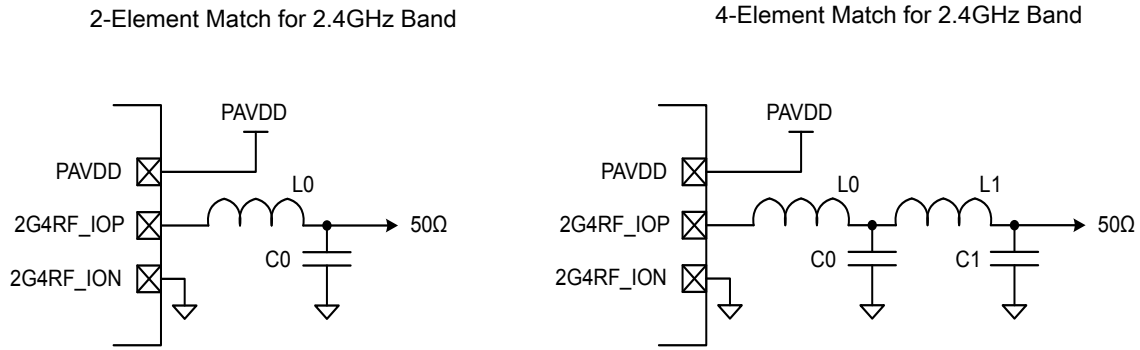 2-Element Match for 2.4GHz Band
4-Element Match for 2.4GHz Band
PAVDD
PAVDD
L0
2G4RF_IOP
50Ω
C0
2G4RF_ION
PAVDD
PAVDD
L0
L1
2G4RF_IOP
50Ω
C0
C1
2G4RF_ION